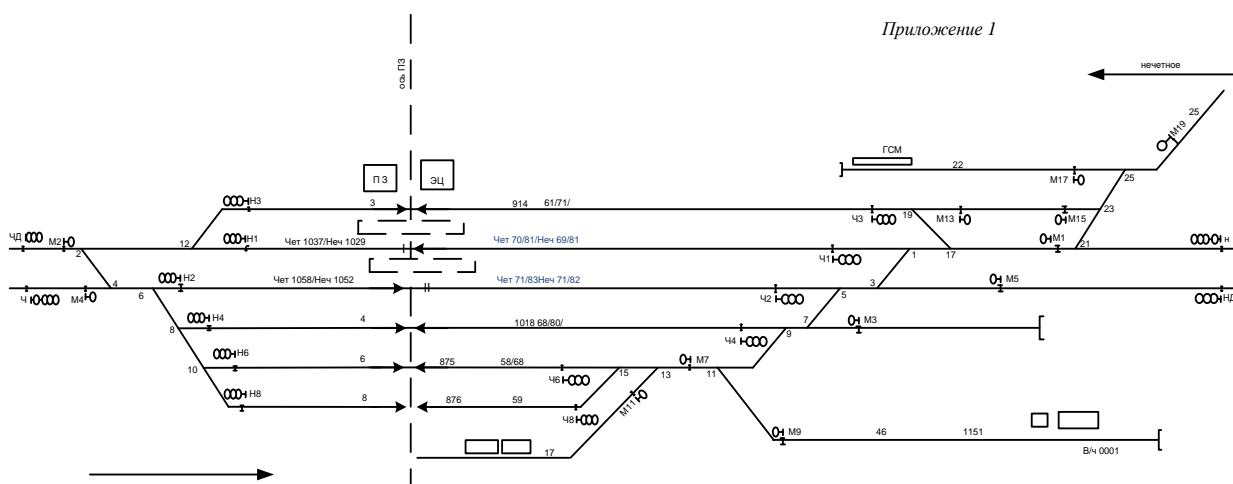 Приложение 1
нечетное
ось ПЗ
25
М19
ГСМ
22
М17
25
П З
ЭЦ
Н3
3
914
61/71/
Ч3
19
М13
М15
23
ЧД
М2
2
12
Н1
Чет 1037/Неч 1029
I
Чет 70/81/Неч 69/81
Ч1
1
17
М1
21
н
Ч
М4
4
6
Н2
Чет 1058/Неч 1052
II
Чет 71/83Неч 71/82
Ч2
5
3
М5
НД
8
Н4
4
1018 68/80/
Ч4
9
7
М3
10
Н6
6
875
58/68
Ч6
15
13
М7
11
Н8
8
876
59
Ч8
М11
17
М9
46
1151
В/ч 0001